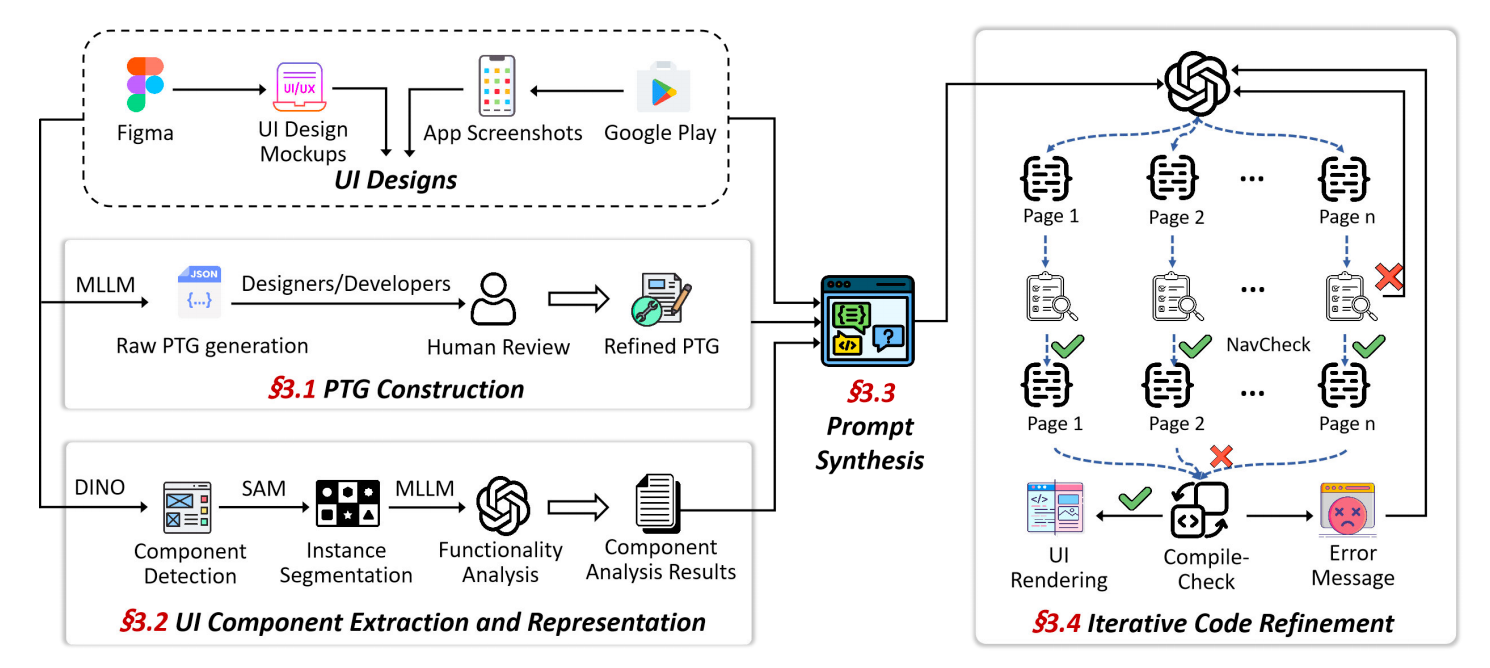 UI/UX
Figma
UI Design
Mockups
App Screenshots
Google Play
UI Designs
MLLM
JSON
{...}
Designers/Developers
Raw PTG generation
Human Review
Refined PTG
§3.1 PTG Construction
DINO
SAM
MLLM
Component
Detection
Instance
Segmentation
Functionality
Analysis
Component
Analysis Results
§3.2 UI Component Extraction and Representation
{≡}
</>
?
§3.3
Prompt
Synthesis
...
Page 1
Page 2
Page n
...
NavCheck
...
Page 1
Page 2
Page n
</>
<>
UI
Rendering
Compile-
Check
Error
Message
§3.4 Iterative Code Refinement